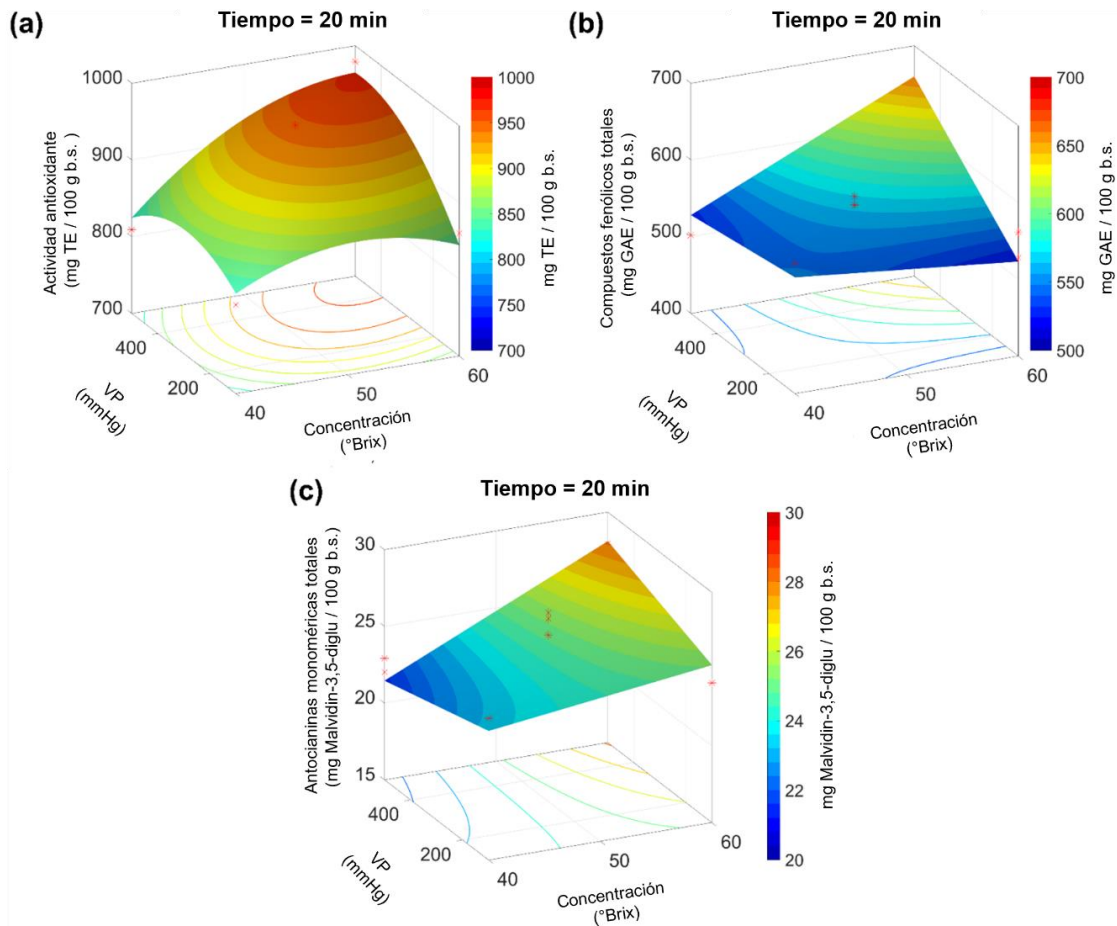 (a)
Tiempo = 20 min
1000
900
800
700
Actividad antioxidante
(mg TE / 100 g b.s. )
400
200
VP
(mmHg)
40
50
60
Concentración
(°Brix)
1000
950
900
850
800
750
700
mg TE / 100 g b.s.
(b)
Tiempo = 20 min
700
600
500
400
Compuestos fenólicos totales
(mg GAE / 100 g b.s.)
400
200
VP
(mmHg)
40
50
60
Concentración
(°Brix)
700
650
600
550
500
mg GAE / 100 g b.s.
(c)
Tiempo = 20 min
30
25
20
15
Antocianinas monoméricas totales
(mg Malvidin-3,5-diglu / 100 g b.s.)
400
200
VP
(mmHg)
40
50
60
Concentración
(°Brix)
30
28
26
24
22
20
mg Malvidin-3,5-diglu / 100 g b.s.